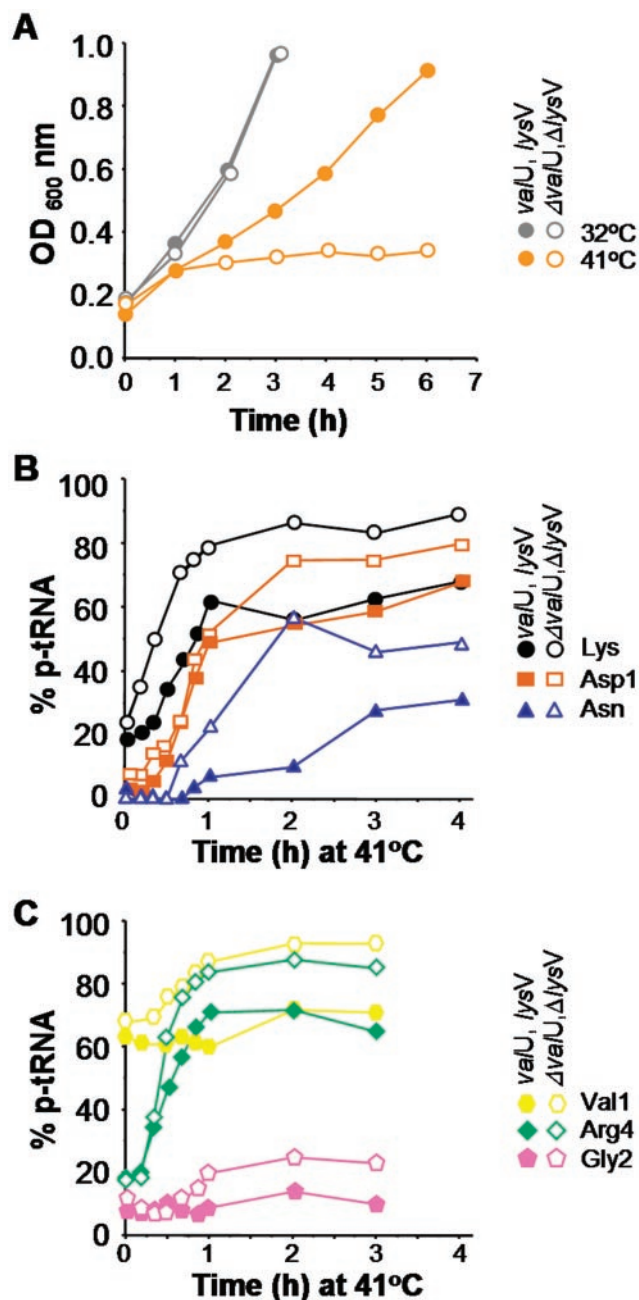 A
OD 600 nm
1.0
0.8
0.6
0.4
0.2
0.0
0 1 2 3 4 5 6 7
Time (h)
valU, lysV
ΔvalU,ΔlysV
32ºC
41ºC
B
% p-tRNA
100
80
60
40
20
0
0 1 2 3 4
Time (h) at 41ºC
valU, lysV
ΔvalU,ΔlysV
Lys
Asp1
Asn
C
% p-tRNA
100
80
60
40
20
0
0 1 2 3 4
Time (h) at 41ºC
valU, lysV
ΔvalU,ΔlysV
Val1
Arg4
Gly2